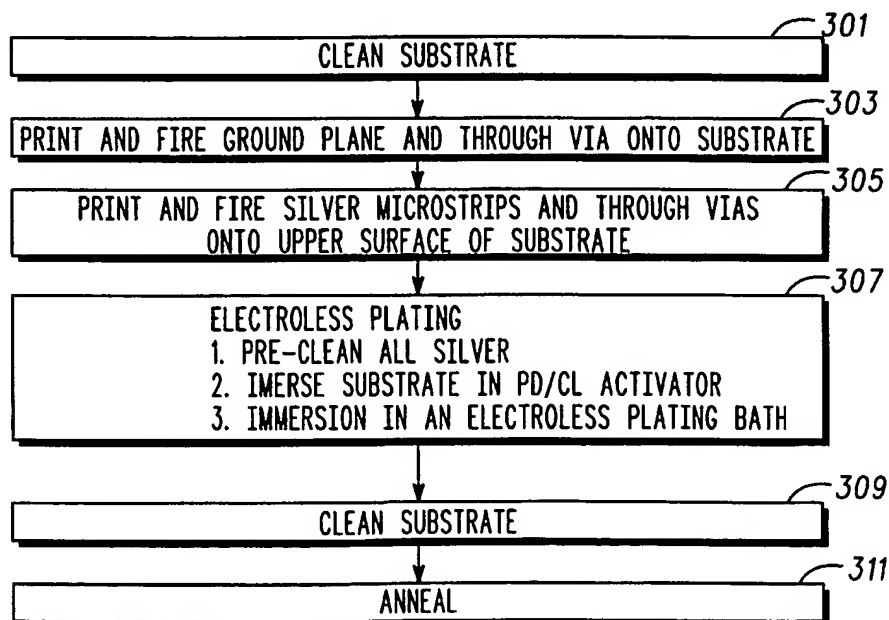 301
CLEAN SUBSTRATE
303
PRINT AND FIRE GROUND PLANE AND THROUGH VIA ONTO SUBSTRATE
305
PRINT AND FIRE SILVER MICROSTRIPS AND THROUGH VIAS
ONTO UPPER SURFACE OF SUBSTRATE
307
ELECTROLESS PLATING
1. PRE-CLEAN ALL SILVER
2. IMERSE SUBSTRATE IN PD/CL ACTIVATOR
3. IMMERSION IN AN ELECTROLESS PLATING BATH
309
CLEAN SUBSTRATE
311
ANNEAL